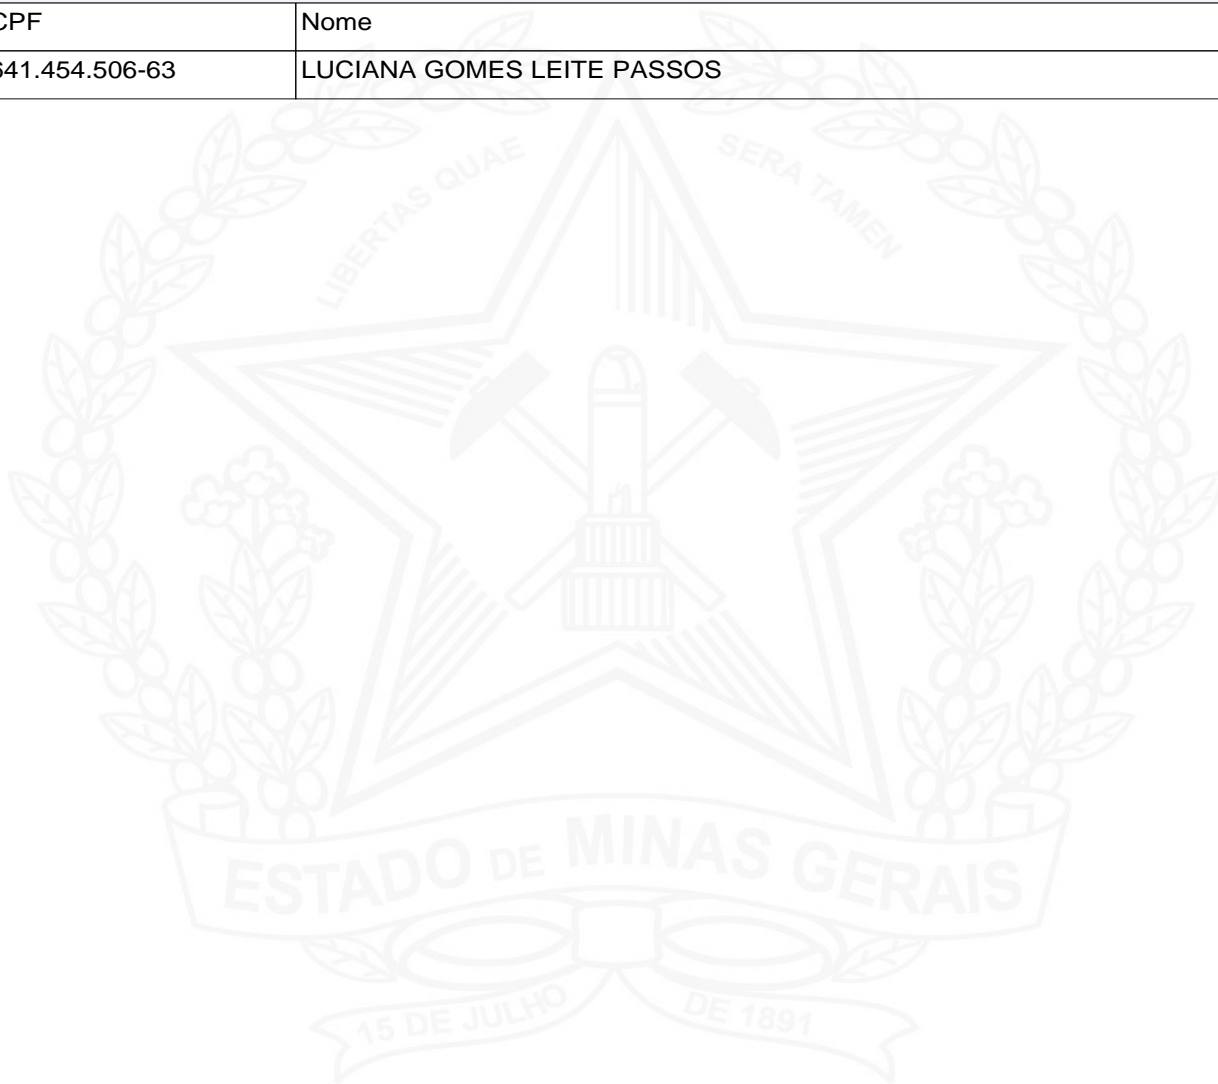 CPF Nome
641.454.506-63 LUCIANA GOMES LEITE PASSOS
LIBERTAS QUAE SERA TAMEN
ESTADO DE MINAS GERAIS
15 DE JULHO DE 1891